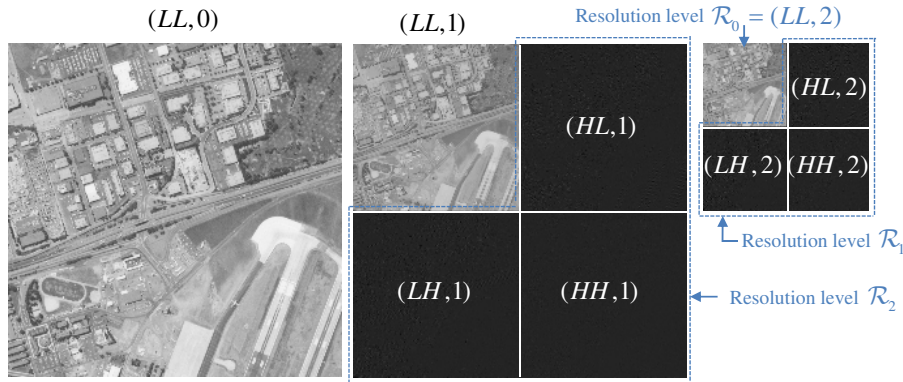 (LL, 0)
(LL, 1)
Resolution level R₀ = (LL, 2)
(HL, 1)
(HL, 2)
(LH, 2)
(HH, 2)
Resolution level R₁
(LH, 1)
(HH, 1)
Resolution level R₂